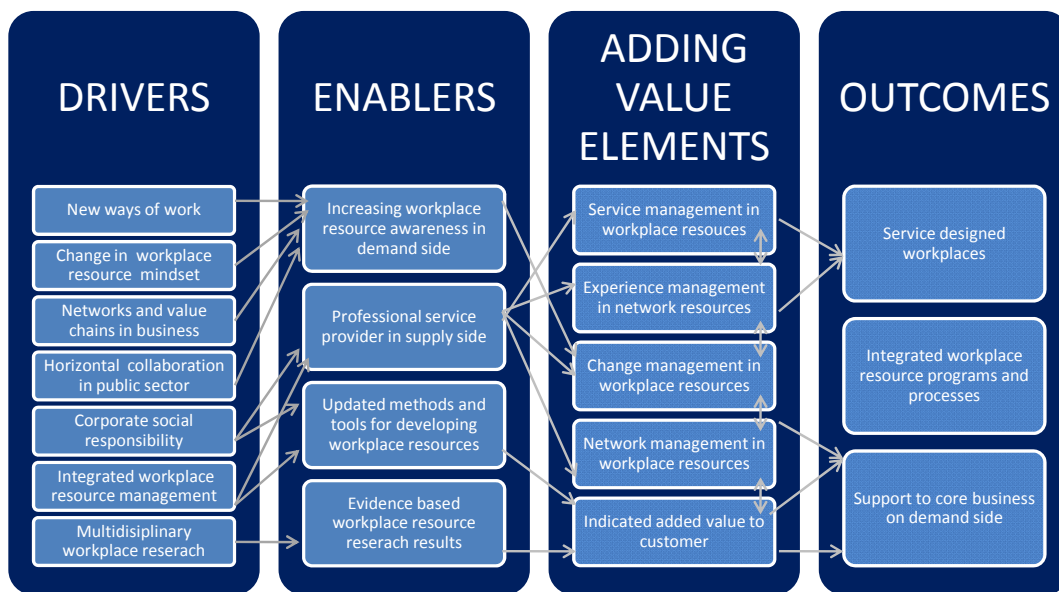 DRIVERS
New ways of work
Change in workplace
resource mindset
Networks and value
chains in business
Horizontal collaboration
in public sector
Corporate social
responsibility
Integrated workplace
resource management
Multidisiplinary
workplace reserach
ENABLERS
Increasing workplace
resource awareness in
demand side
Professional service
provider in supply side
Updated methods and
tools for developing
workplace resources
Evidence based
workplace resource
reserach results
ADDING
VALUE
ELEMENTS
Service management in
workplace resouces
Experience management
in network resources
Change management in
workplace resources
Network management in
workplace resources
Indicated added value to
customer
OUTCOMES
Service designed
workplaces
Integrated workplace
resource programs and
processes
Support to core business
on demand side